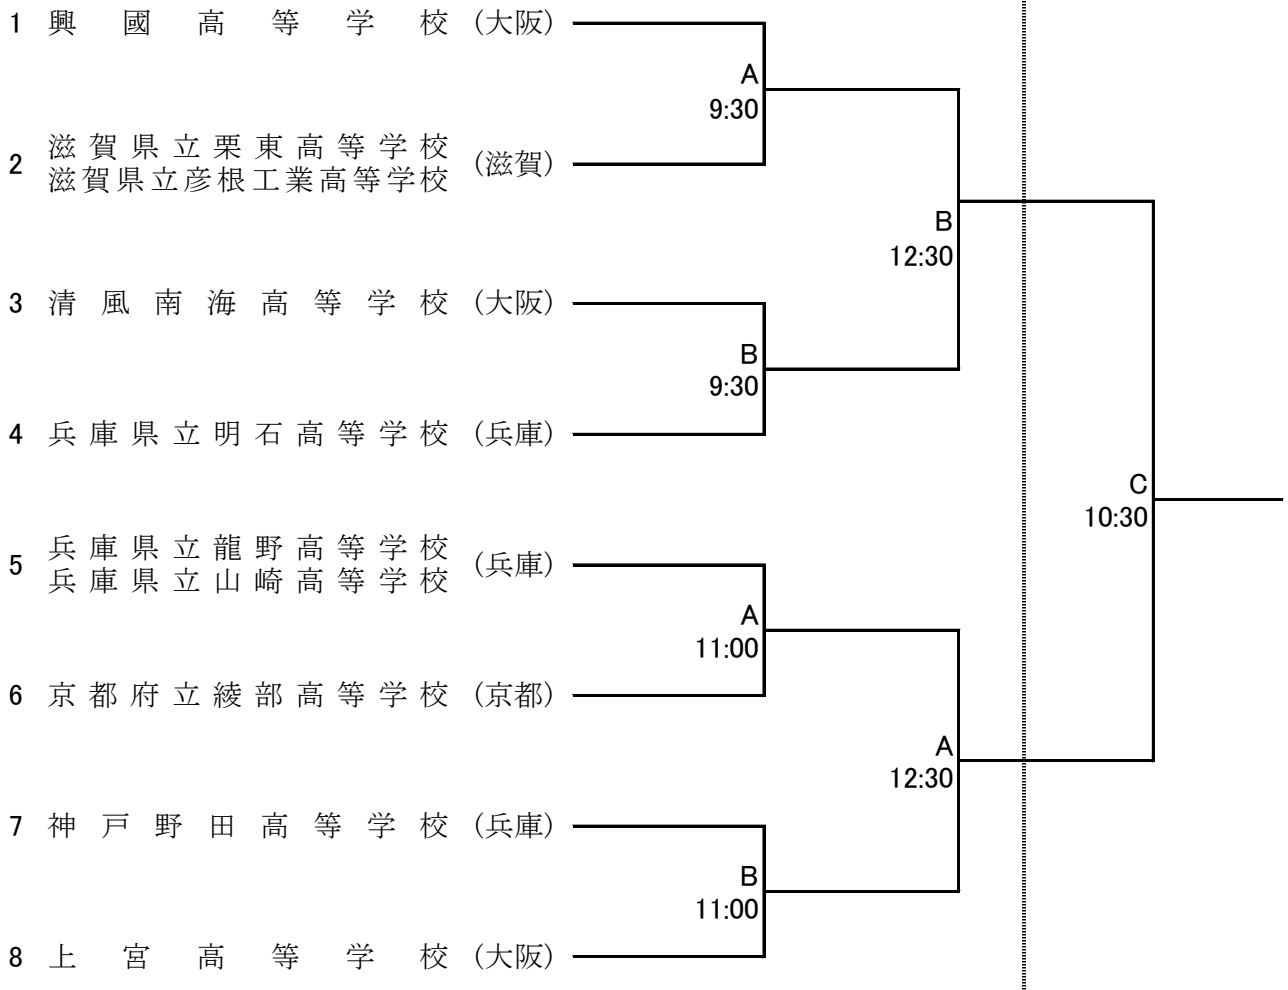 1 興國高等学校 (大阪)
A
9:30
2 滋賀県立栗東高等学校
滋賀県立彦根工業高等学校 (滋賀)
B
12:30
3 清風南海高等学校 (大阪)
B
9:30
4 兵庫県立明石高等学校 (兵庫)
C
10:30
5 兵庫県立龍野高等学校
兵庫県立山崎高等学校 (兵庫)
A
11:00
6 京都府立綾部高等学校 (京都)
A
12:30
7 神戸野田高等学校 (兵庫)
B
11:00
8 上宮高等学校 (大阪)